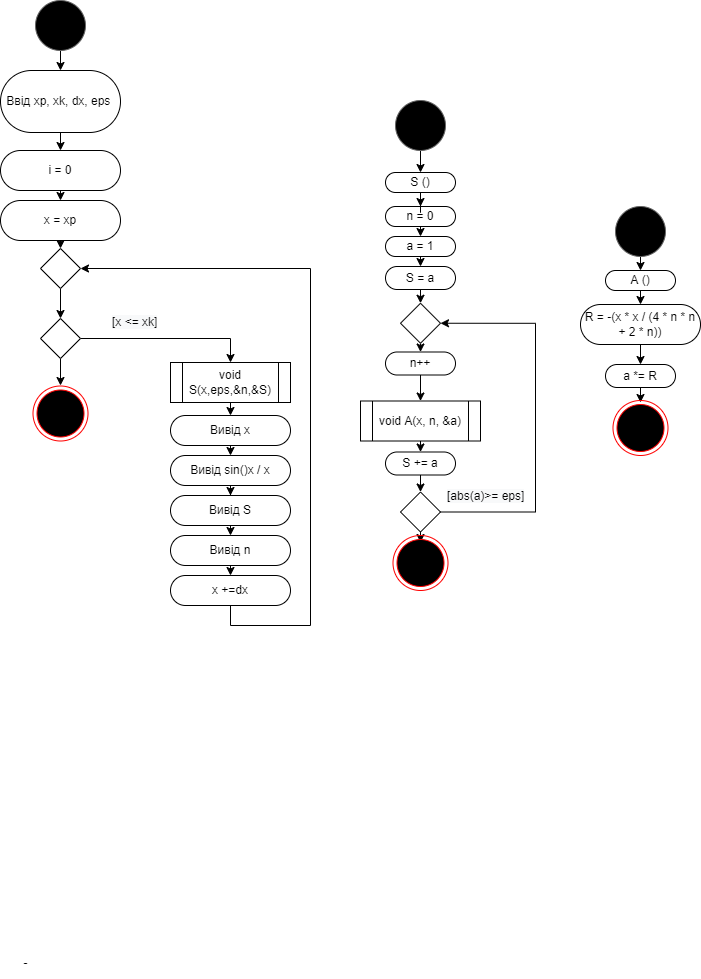 Ввід xp, xk, dx, eps
i = 0
x = xp
[x <= xk]
void
S(x,eps,&n,&S)
Вивід x
Вивід sin()x / x
Вивід S
Вивід n
x +=dx
S ()
n = 0
a = 1
S = a
n++
void A(x, n, &a)
S += a
[abs(a)>= eps]
A ()
R = -(x * x / (4 * n * n
+ 2 * n))
a *= R